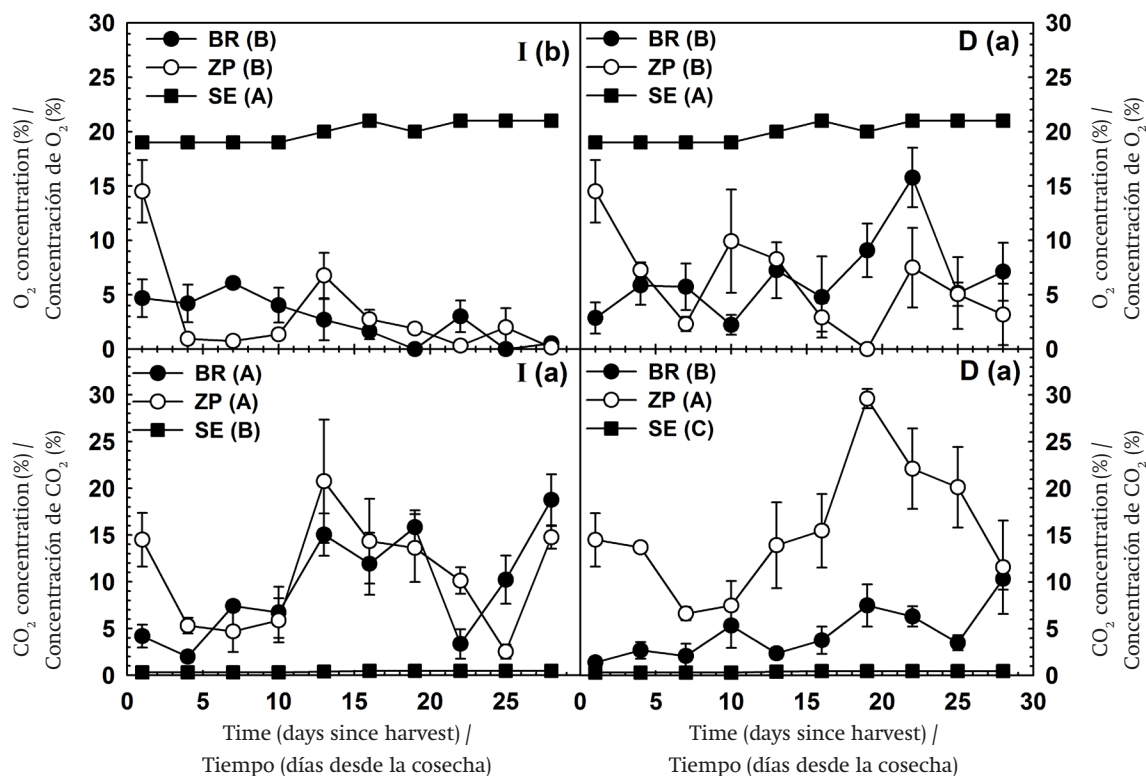 O₂ concentration (%) /
Concentración de O₂ (%)
30
25
20
15
10
5
0
BR (B)
ZP (B)
SE (A)
I (b)
BR (B)
ZP (B)
SE (A)
D (a)
30
25
20
15
10
5
0
O₂ concentration (%) /
Concentración de O₂ (%)
CO₂ concentration (%) /
Concentración de CO₂ (%)
30
25
20
15
10
5
0
BR (A)
ZP (A)
SE (B)
I (a)
BR (B)
ZP (A)
SE (C)
D (a)
30
25
20
15
10
5
0
CO₂ concentration (%) /
Concentración de CO₂ (%)
0 5 10 15 20 25 0 5 10 15 20 25 30
Time (days since harvest) /
Tiempo (días desde la cosecha)
Time (days since harvest) /
Tiempo (días desde la cosecha)